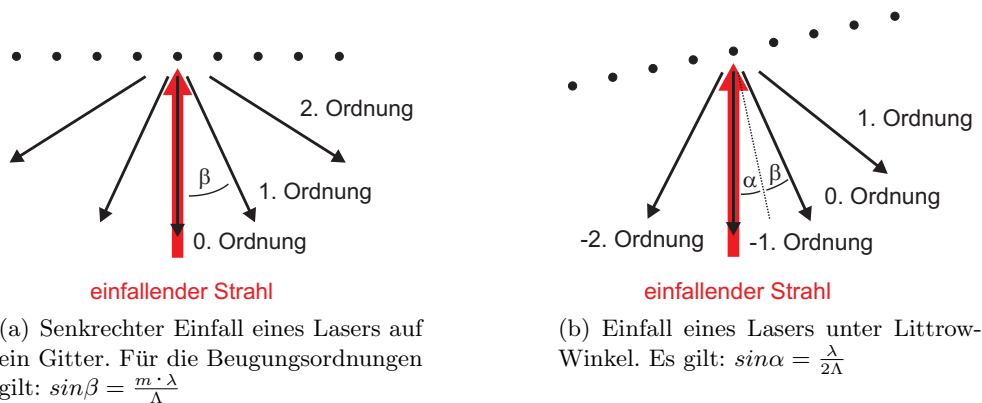 2. Ordnung
β
1. Ordnung
0. Ordnung
einfallender Strahl
(a) Senkrechter Einfall eines Lasers auf
ein Gitter. Für die Beugungsordnungen
gilt: sinβ = m · λ / Λ
1. Ordnung
α β
0. Ordnung
-2. Ordnung
-1. Ordnung
einfallender Strahl
(b) Einfall eines Lasers unter Littrow-
Winkel. Es gilt: sinα = λ / 2Λ